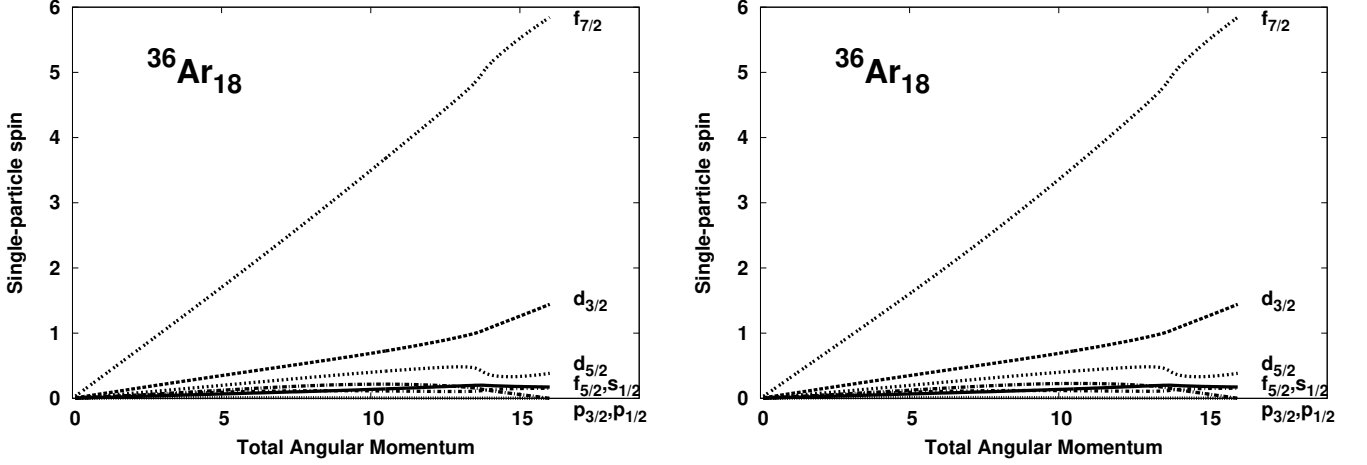 6
5
4
3
2
1
0
0 5 10 15
Single-particle spin
Total Angular Momentum
36Ar18
f7/2
d3/2
d5/2
f5/2,s1/2
p3/2,p1/2
6
5
4
3
2
1
0
0 5 10 15
Single-particle spin
Total Angular Momentum
36Ar18
f7/2
d3/2
d5/2
f5/2,s1/2
p3/2,p1/2